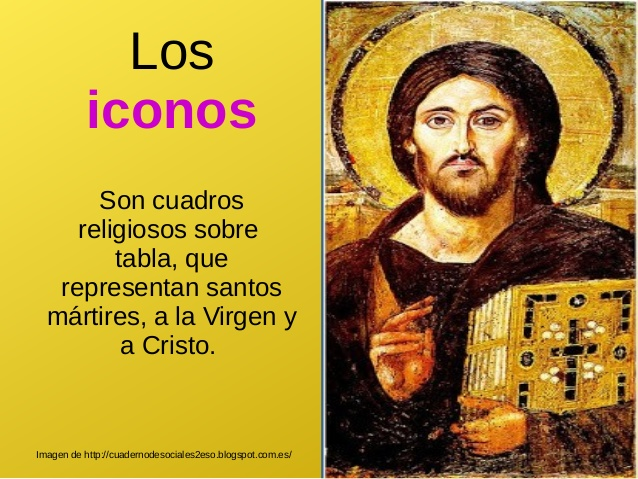 Los
iconos
Son cuadros
religiosos sobre
tabla, que
representan santos
mártires, a la Virgen y
a Cristo.
Imagen de http://cuadernodesociales2eso.blogspot.com.es/